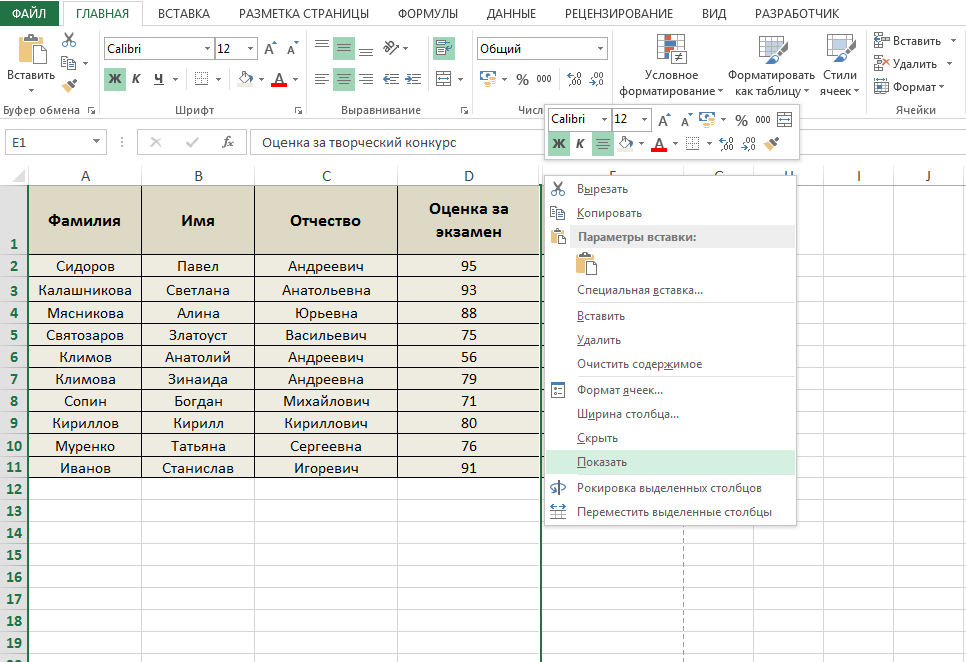 ФАЙЛ ГЛАВНАЯ ВСТАВКА РАЗМЕТКА СТРАНИЦЫ ФОРМУЛЫ ДАННЫЕ РЕЦЕНЗИРОВАНИЕ ВИД РАЗРАБОТЧИК
Вставить
Calibri 12
Ж К Ч
Общий
% 000
Условное форматирование
Форматировать как таблицу
Стили ячеек
Вставить
Удалить
Формат
Буфер обмена Шрифт Выравнивание Числ Ячейки
Calibri 12 % 000
Ж К
E1 fx Оценка за творческий конкурс
A B C D I J
1 Фамилия Имя Отчество Оценка за экзамен
2 Сидоров Павел Андреевич 95
3 Калашникова Светлана Анатольевна 93
4 Мясникова Алина Юрьевна 88
5 Святозаров Златоуст Васильевич 75
6 Климов Анатолий Андреевич 56
7 Климова Зинаида Андреевна 79
8 Сопин Богдан Михайлович 71
9 Кириллов Кирилл Кириллович 80
10 Муренко Татьяна Сергеевна 76
11 Иванов Станислав Игоревич 91
12
13
14
15
16
17
18
19
Вырезать
Копировать
Параметры вставки:
Специальная вставка...
Вставить
Удалить
Очистить содержимое
Формат ячеек...
Ширина столбца...
Скрыть
Показать
Рокировка выделенных столбцов
Переместить выделенные столбцы